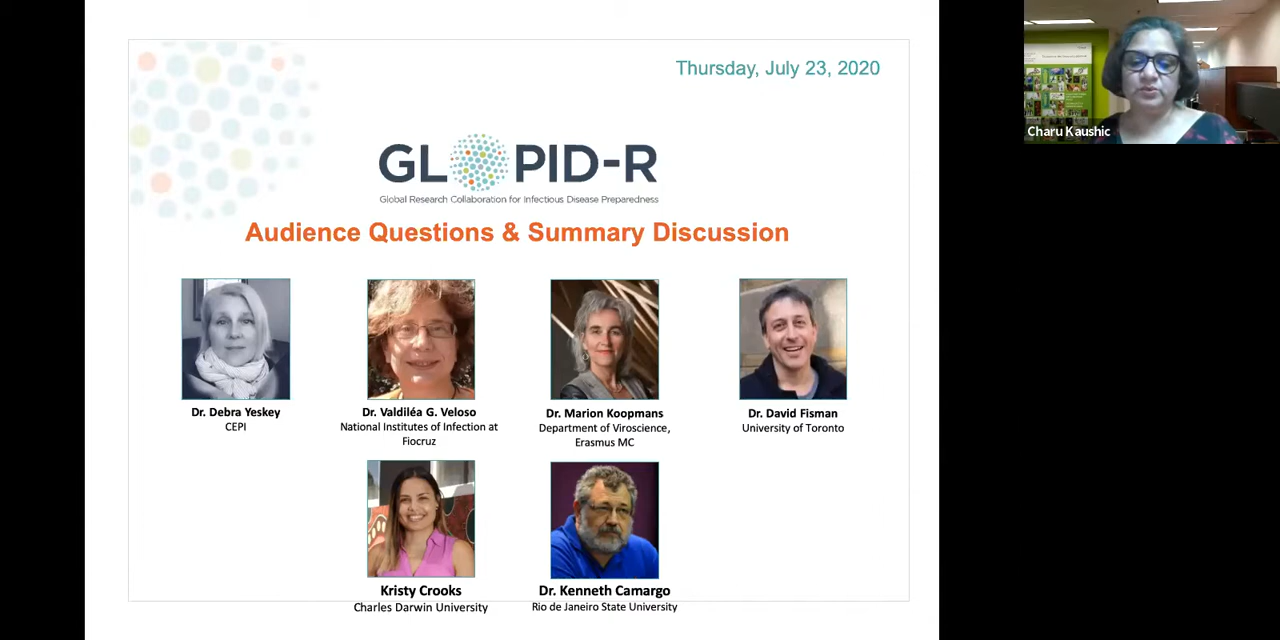 Thursday, July 23, 2020
Charu Kaushic
GLOPID-R
Global Research Collaboration for Infectious Disease Preparedness
Audience Questions & Summary Discussion
Dr. Debra Yeskey
CEPI
Dr. Valdiléa G. Veloso
National Institutes of Infection at
Fiocruz
Dr. Marion Koopmans
Department of Viroscience,
Erasmus MC
Dr. David Fisman
University of Toronto
Kristy Crooks
Charles Darwin University
Dr. Kenneth Camargo
Rio de Janeiro State University